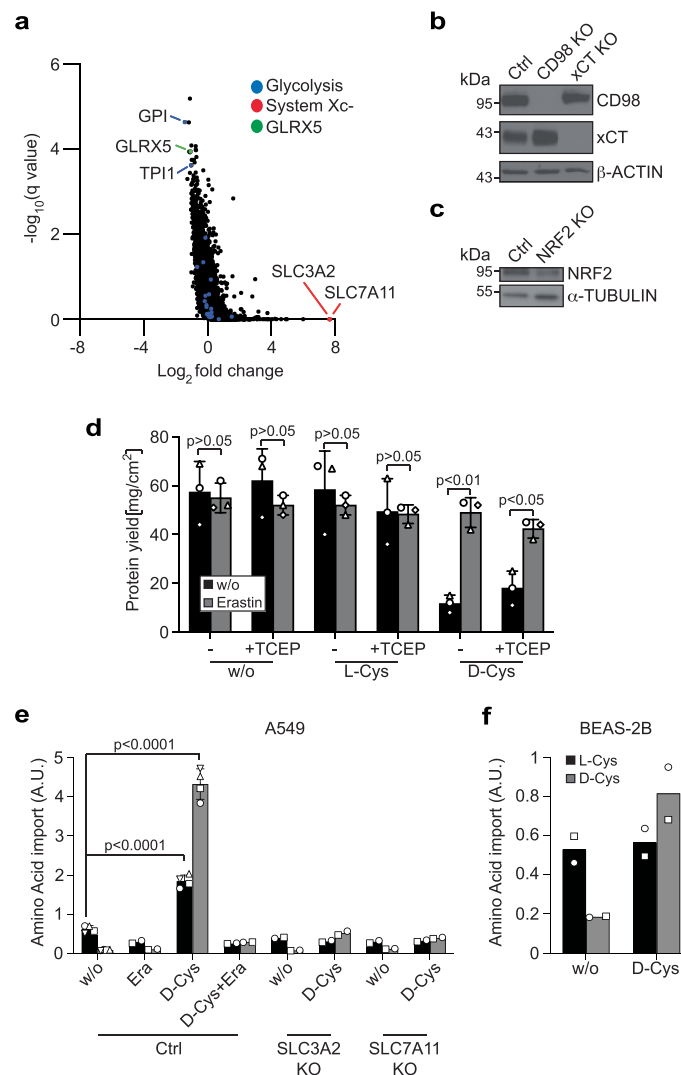 a
6
4
2
0
-log10(q value)
-8
-4
0
4
8
Log2 fold change
GPI
GLRX5
TPI1
Glycolysis
System Xc-
GLRX5
SLC3A2
SLC7A11
b
kDa
Ctrl
CD98 KO
xCT KO
95
CD98
43
xCT
43
β-ACTIN
c
kDa
Ctrl
NRF2 KO
95
NRF2
55
α-TUBULIN
d
Protein yield[mg/cm2]
80
60
40
20
0
p>0.05
p>0.05
p>0.05
p>0.05
p<0.01
p<0.05
w/o
Erastin
- +TCEP - +TCEP - +TCEP
w/o L-Cys D-Cys
e
A549
Amino Acid import (A.U.)
5
4
3
2
1
0
p<0.0001
p<0.0001
w/o
Era
D-Cys
D-Cys+Era
w/o
D-Cys
w/o
D-Cys
Ctrl
SLC3A2
KO
SLC7A11
KO
f
BEAS-2B
Amino Acid import (A.U.)
1
0.8
0.6
0.4
0.2
0
L-Cys
D-Cys
w/o
D-Cys